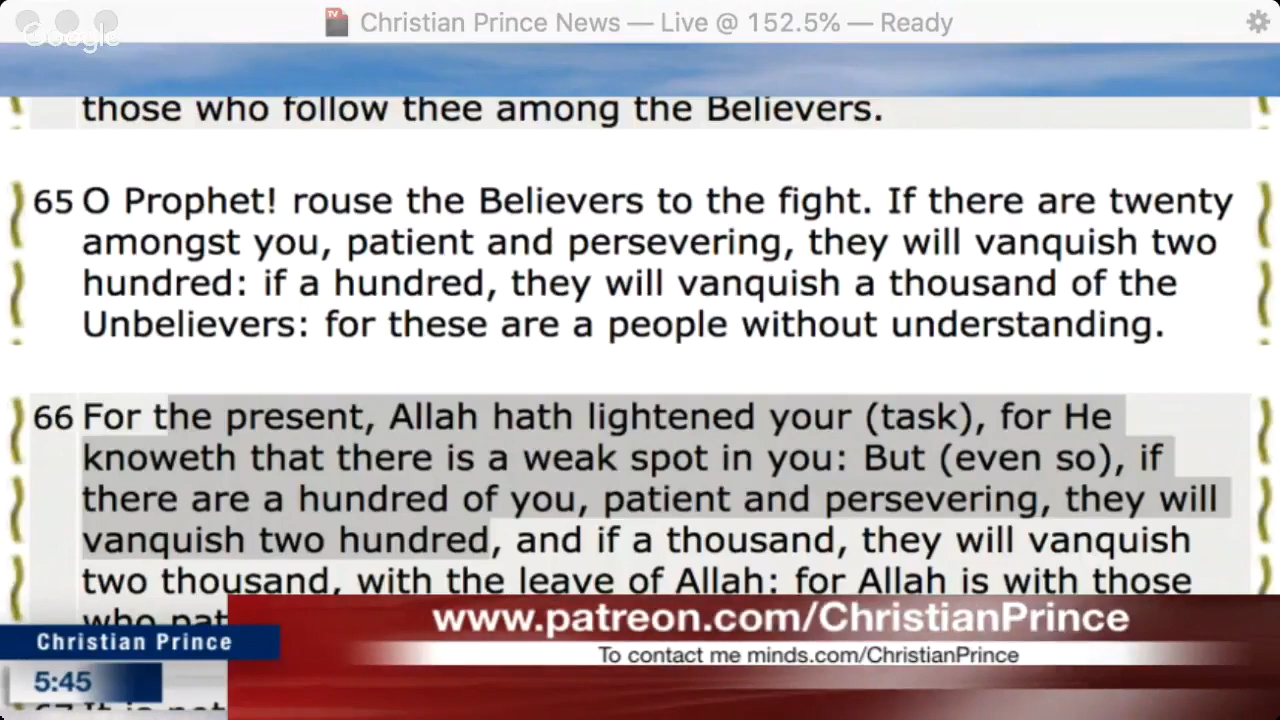 Christian Prince News — Live @ 152.5% — Ready
Google
those who follow thee among the Believers.
65 O Prophet! rouse the Believers to the fight. If there are twenty
amongst you, patient and persevering, they will vanquish two
hundred: if a hundred, they will vanquish a thousand of the
Unbelievers: for these are a people without understanding.
66 For the present, Allah hath lightened your (task), for He
knoweth that there is a weak spot in you: But (even so), if
there are a hundred of you, patient and persevering, they will
vanquish two hundred, and if a thousand, they will vanquish
two thousand, with the leave of Allah: for Allah is with those
who pat
www.patreon.com/ChristianPrince
Christian Prince
To contact me minds.com/ChristianPrince
5:45